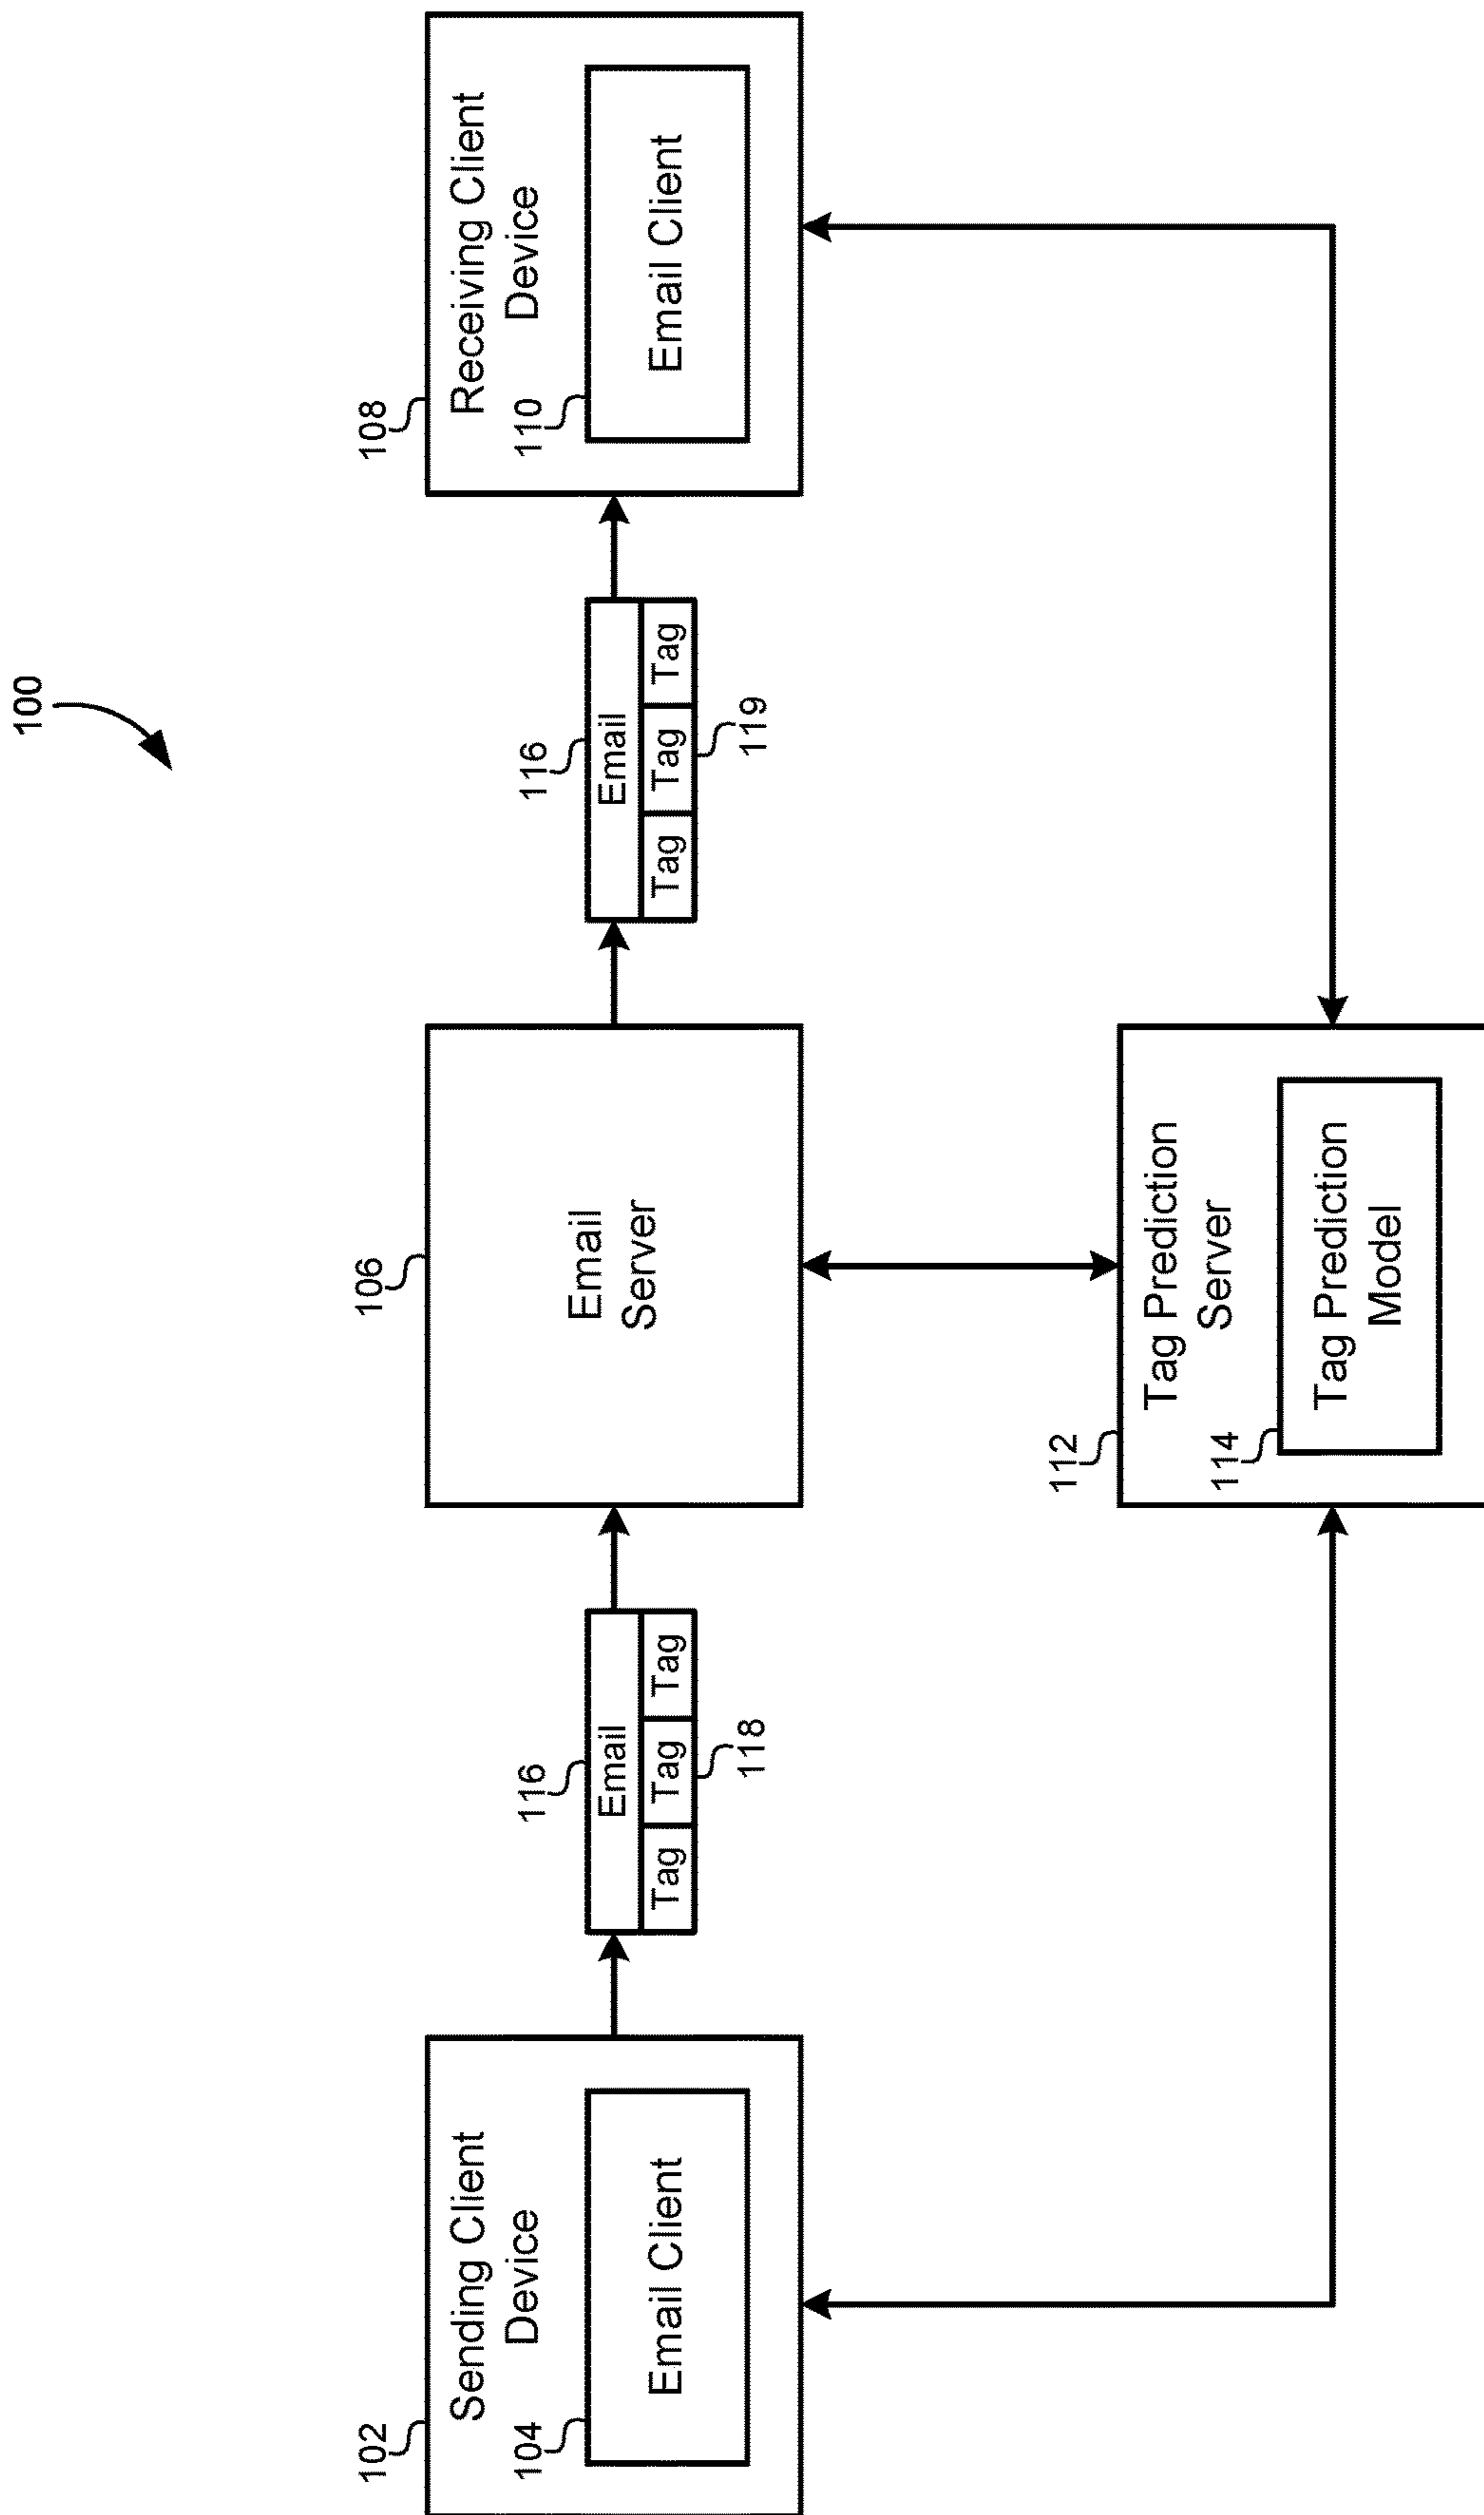 100
102
Sending Client
Device
104
Email Client
116
Email
Tag
Tag
Tag
118
106
Email
Server
116
Email
Tag
Tag
Tag
119
108
Receiving Client
Device
110
Email Client
112
Tag Prediction
Server
114
Tag Prediction
Model